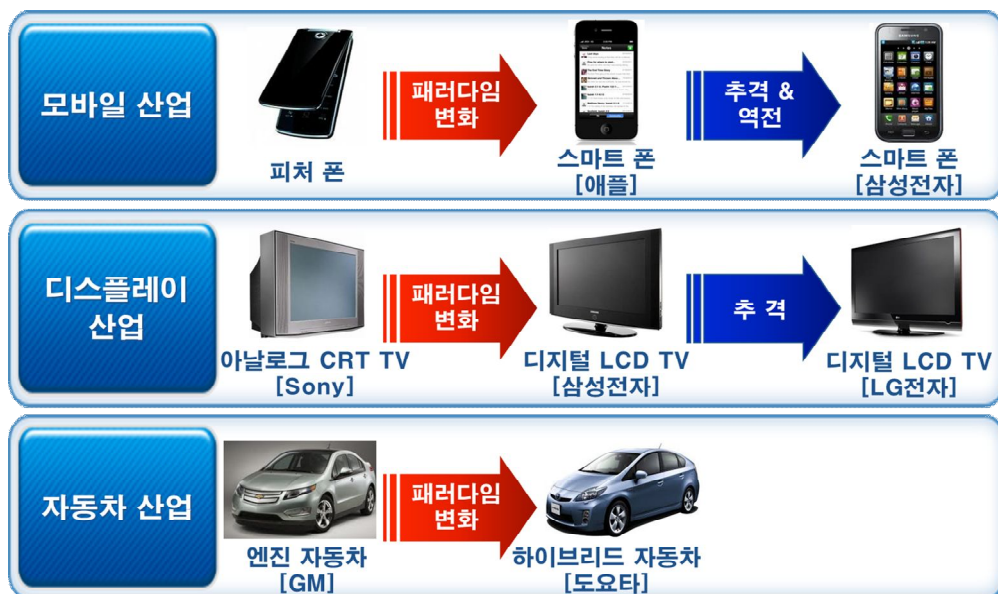 모바일 산업
피처 폰
패러다임
변화
스마트 폰
[애플]
추격 &
역전
스마트 폰
[삼성전자]
디스플레이
산업
아날로그 CRT TV
[Sony]
패러다임
변화
디지털 LCD TV
[삼성전자]
추 격
디지털 LCD TV
[LG전자]
자동차 산업
엔진 자동차
[GM]
패러다임
변화
하이브리드 자동차
[도요타]